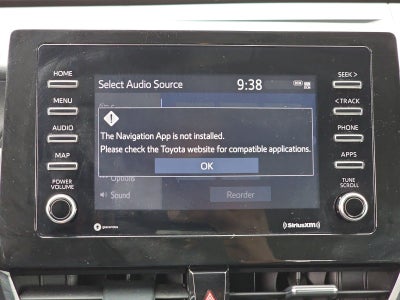 HOME
MENU
AUDIO
MAP
POWER
VOLUME
Select Audio Source
9:38
The Navigation App is not installed.
Please check the Toyota website for compatible applications.
OK
Options
Sound
Reorder
SEEK >
< TRACK
PHONE
APPS
TUNE
SCROLL
((SiriusXM))